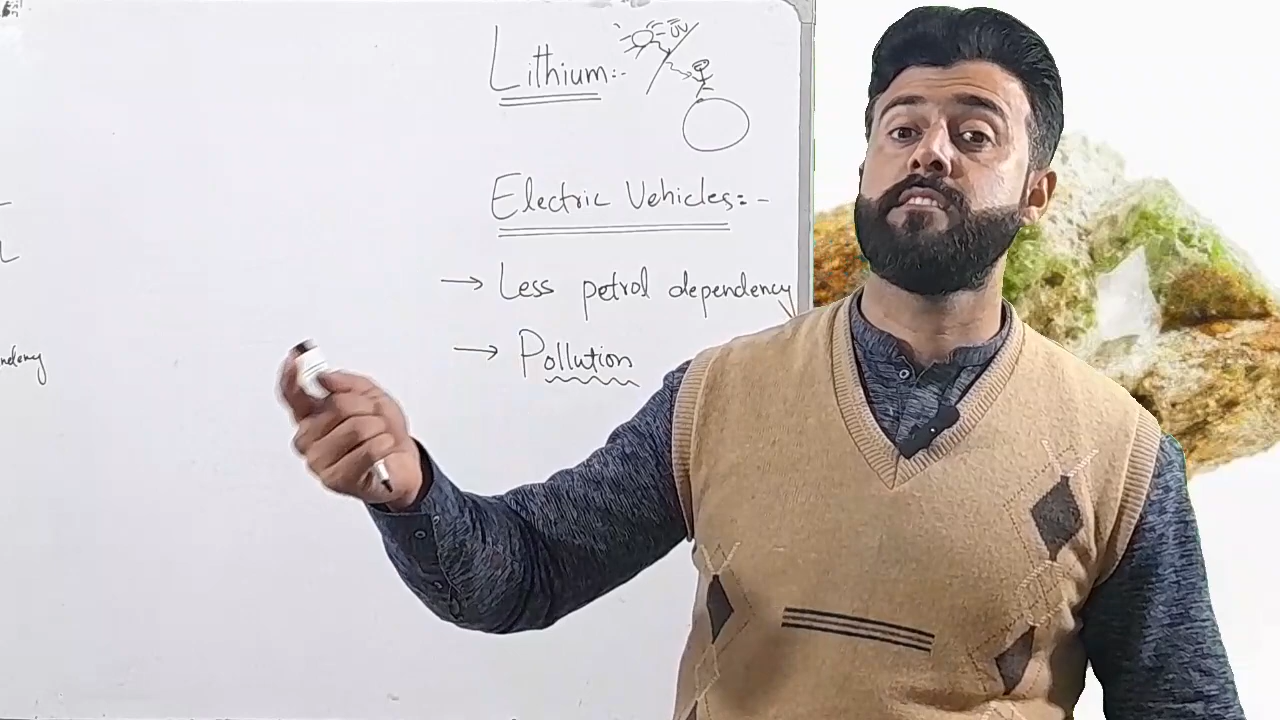 Lithium:-
UV
Electric Vehicles:-
→ Less petrol dependency
→ Pollution